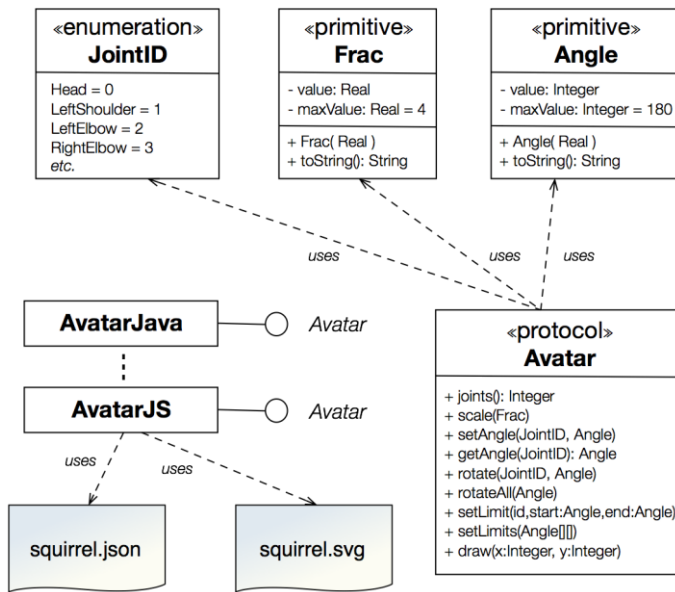 «enumeration»
JointID
Head = 0
LeftShoulder = 1
LeftElbow = 2
RightElbow = 3
etc.
«primitive»
Frac
- value: Real
- maxValue: Real = 4
+ Frac( Real )
+ toString(): String
«primitive»
Angle
- value: Integer
- maxValue: Integer = 180
+ Angle( Real )
+ toString(): String
uses
uses
uses
AvatarJava
Avatar
AvatarJS
Avatar
uses
uses
squirrel.json
squirrel.svg
«protocol»
Avatar
+ joints(): Integer
+ scale(Frac)
+ setAngle(JointID, Angle)
+ getAngle(JointID): Angle
+ rotate(JointID, Angle)
+ rotateAll(Angle)
+ setLimit(id,start:Angle,end:Angle)
+ setLimits(Angle[][])
+ draw(x:Integer, y:Integer)